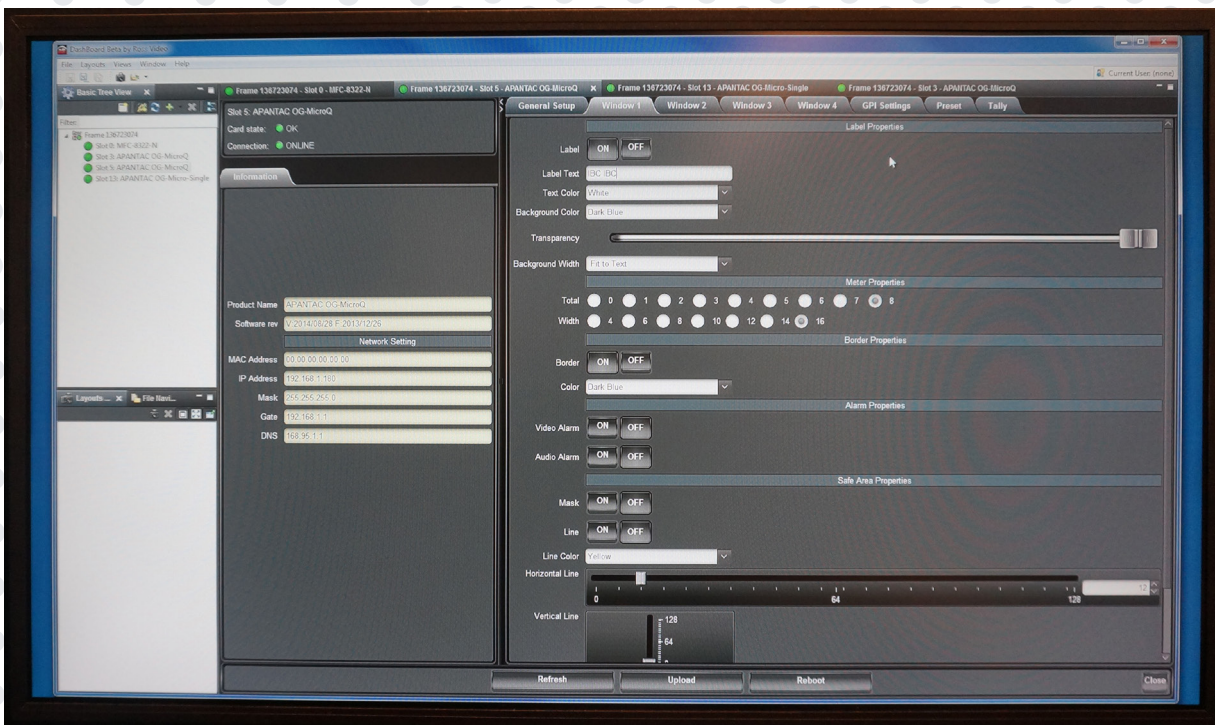 DashBoard Beta by Ross Video
File Layouts Views Window Help
Current User: (none)
Basic Tree View
Frame 136723074 - Slot 0 - MFC-8322-N
Frame 136723074 - Slot 5 - APANTAC OG-MicroQ
Frame 136723074 - Slot 13 - APANTAC OG-Micro-Single
Frame 136723074 - Slot 3 - APANTAC OG-MicroQ
Filter:
Frame 136723074
Slot 0: MFC-8322-N
Slot 3: APANTAC OG-MicroQ
Slot 5: APANTAC OG-MicroQ
Slot 13: APANTAC OG-Micro-Single
Layouts ...
File Navi...
Slot 5: APANTAC OG-MicroQ
Card state: OK
Connection: ONLINE
Information
Product Name APANTAC OG-MicroQ
Software rev V:2014/08/28 F:2013/12/26
Network Setting
MAC Address 00:00:00:00:00:00
IP Address 192.168.1.160
Mask 255.255.255.0
Gate 192.168.1.1
DNS 168.95.1.1
General Setup Window 1 Window 2 Window 3 Window 4 GPI Settings Preset Tally
Label Properties
Label ON OFF
Label Text IBC IBC
Text Color White
Background Color Dark Blue
Transparency
Background Width Fit to Text
Meter Properties
Total 0 1 2 3 4 5 6 7 8
Width 4 6 8 10 12 14 16
Border Properties
Border ON OFF
Color Dark Blue
Alarm Properties
Video Alarm ON OFF
Audio Alarm ON OFF
Safe Area Properties
Mask ON OFF
Line ON OFF
Line Color Yellow
Horizontal Line 12
0 64 128
Vertical Line 128
64
Refresh Upload Reboot Close